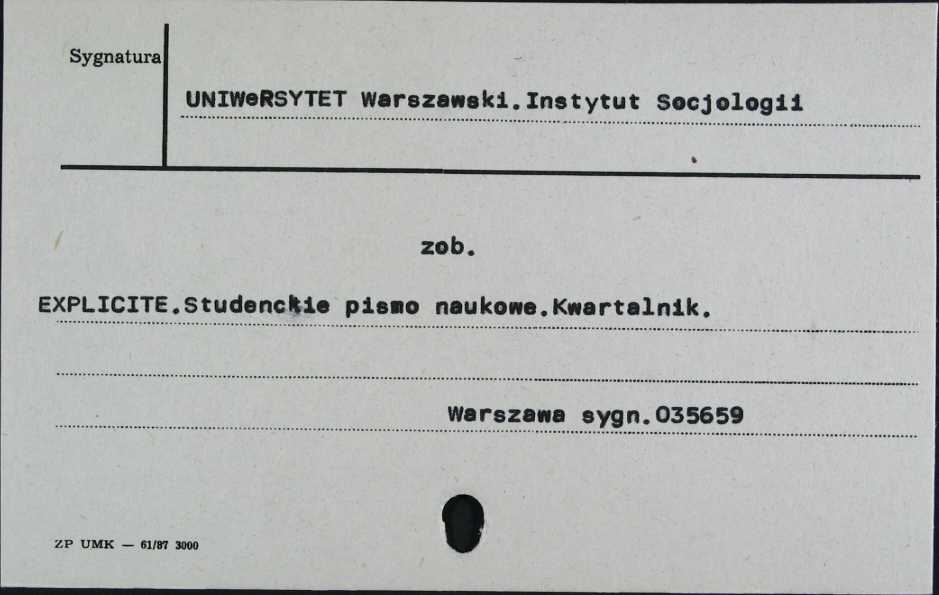 Sygnatura
UNIWeRSYTET Warszawski.Instytut Socjologii
zob.
EXPLICITE.Studenckie pismo naukowe.Kwartalnik.
Warszawa sygn.035659
ZP UMK — 61/87 3000